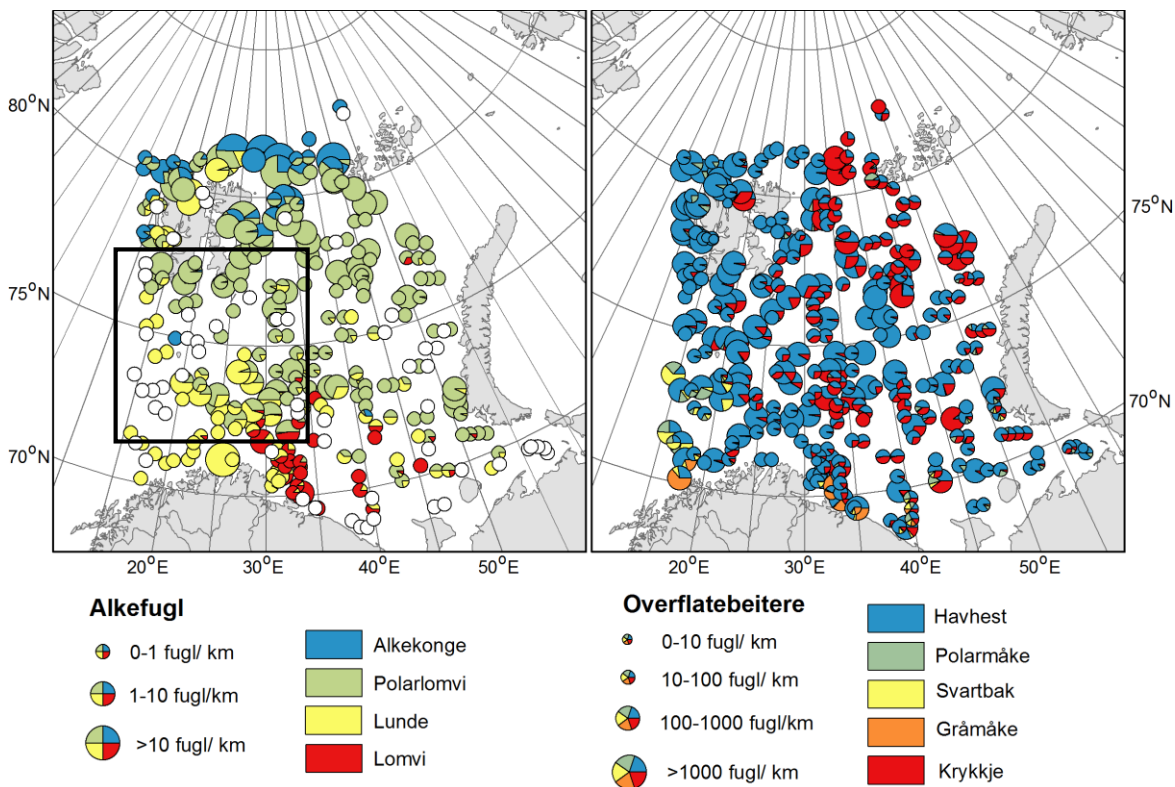 80°N
75°N
70°N
20°E
30°E
40°E
50°E
75°N
70°N
20°E
30°E
40°E
50°E
Alkefugl
0-1 fugl/ km
1-10 fugl/km
>10 fugl/ km
Alkekonge
Polarlomvi
Lunde
Lomvi
Overflatebeitere
0-10 fugl/ km
10-100 fugl/ km
100-1000 fugl/km
>1000 fugl/ km
Havhest
Polarmåke
Svartbak
Gråmåke
Krykkje